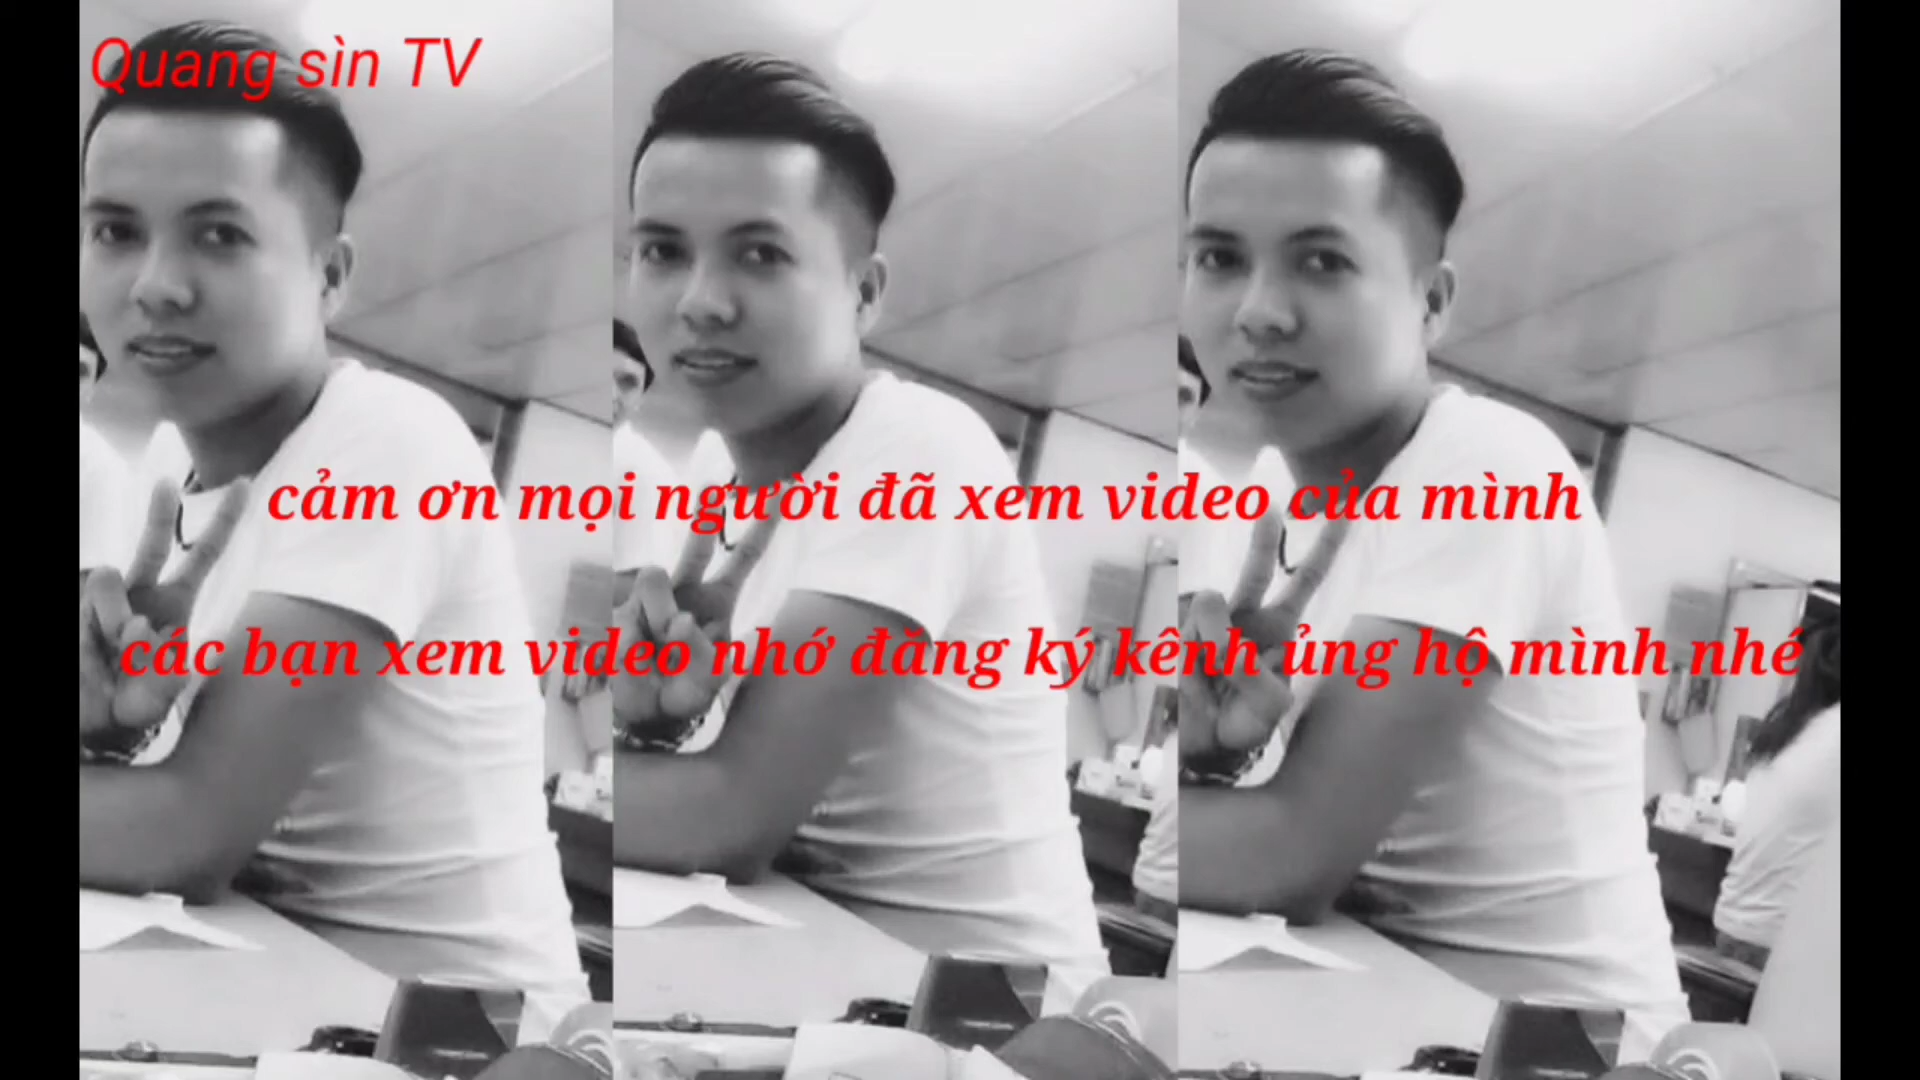 Quang sìn TV
cảm ơn mọi người đã xem video của mình
các bạn xem video nhớ đăng ký kênh ủng hộ mình nhé